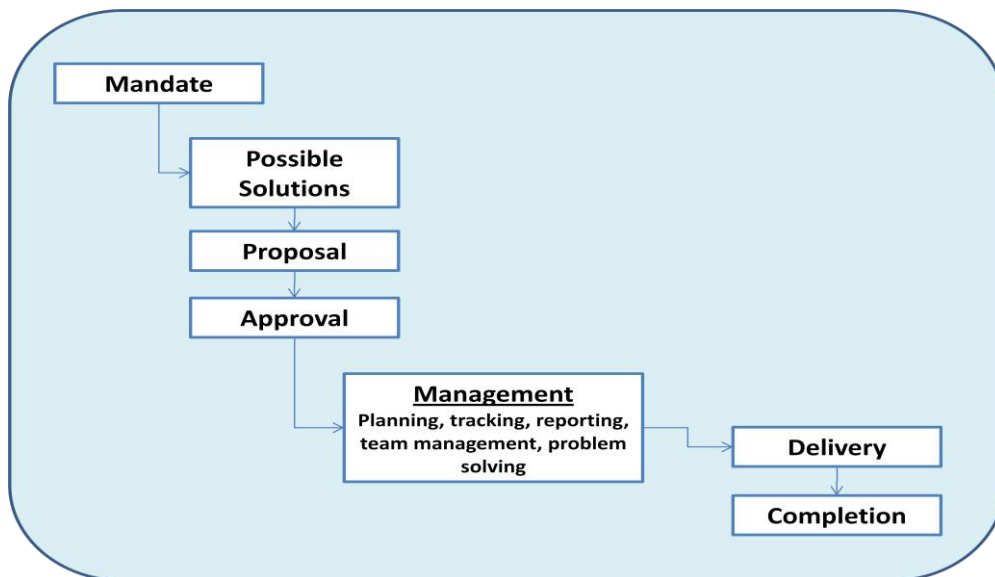 Mandate
Possible
Solutions
Proposal
Approval
Management
Planning, tracking, reporting,
team management, problem
solving
Delivery
Completion